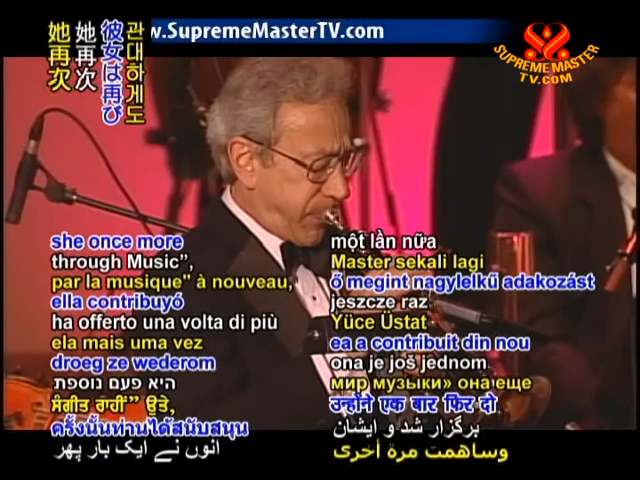 www.SupremeMasterTV.com
SUPREME MASTER
TV.COM
관대하게도
彼女は再び
她再次
她再次
she once more
through Music”,
par la musique" à nouveau,
ella contribuyó
ha offerto una volta di più
ela mais uma vez
droeg ze wederom
היא פעם נוספת
ਸੰਗੀਤ ਰਾਹੀਂ” ਉਤੇ,
ครั้งนั้นท่านได้สนับสนุน
انہوں نے ایک بار پھر
một lần nữa
Master sekali lagi
ő megint nagylelkű adakozást
jeszcze raz
Yüce Üstat
ea a contribuit din nou
ona je još jednom
мир музыки» она еще
उन्होंने एक बार फिर दो
برگزار شد و ایشان
وساهمت مرة أخرى